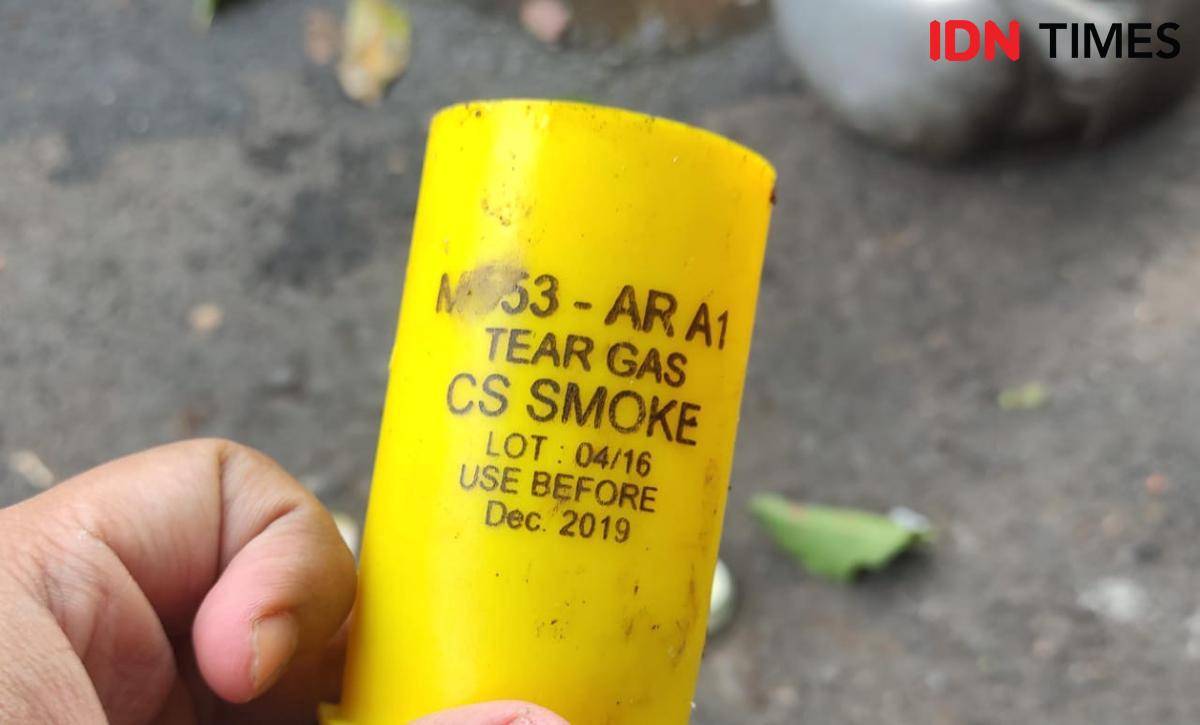 IDN TIMES
- AR A1
TEAR GAS
CS SMOKE
LOT : 04/16
USE BEFORE
Dec. 2019